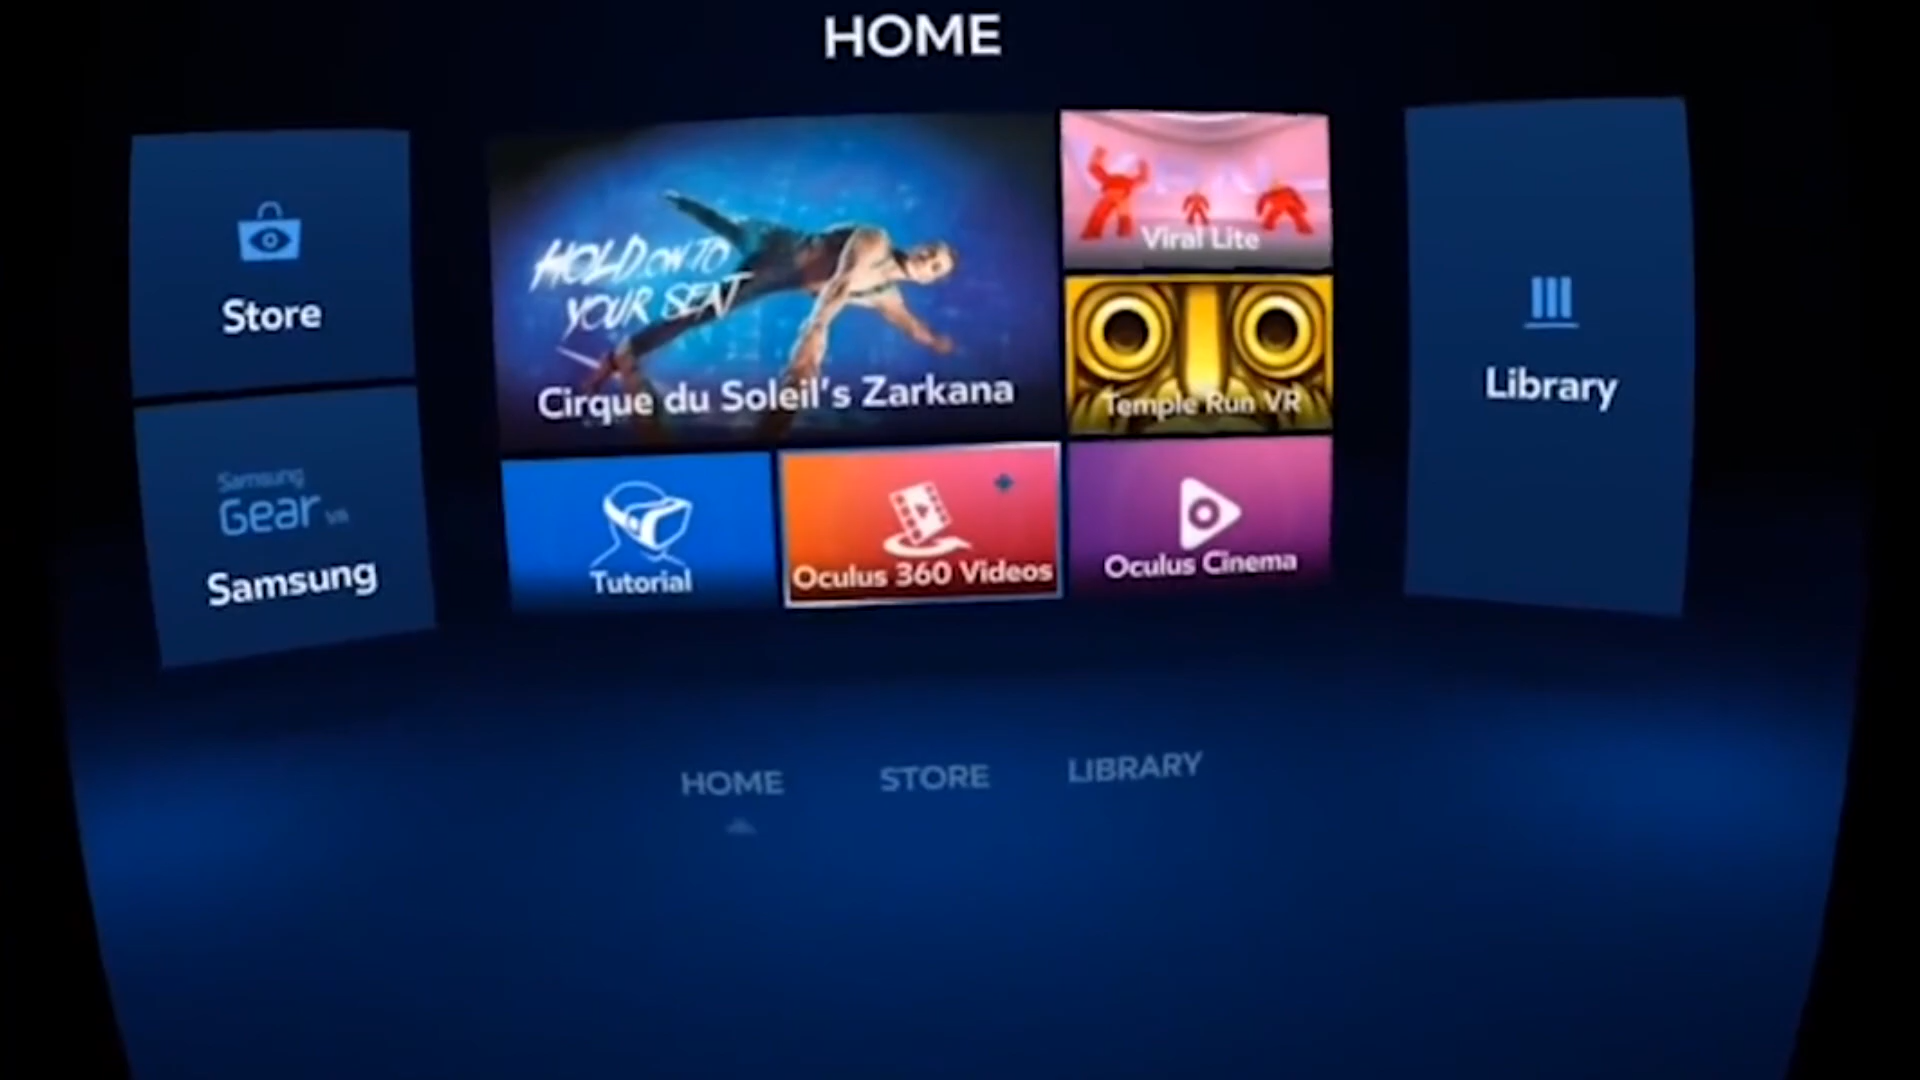 HOME
Store
Samsung
Gear VR
Samsung
HOLD ON TO
YOUR SEAT
Cirque du Soleil's Zarkana
Viral Lite
Temple Run VR
Tutorial
Oculus 360 Videos
Oculus Cinema
Library
HOME STORE LIBRARY